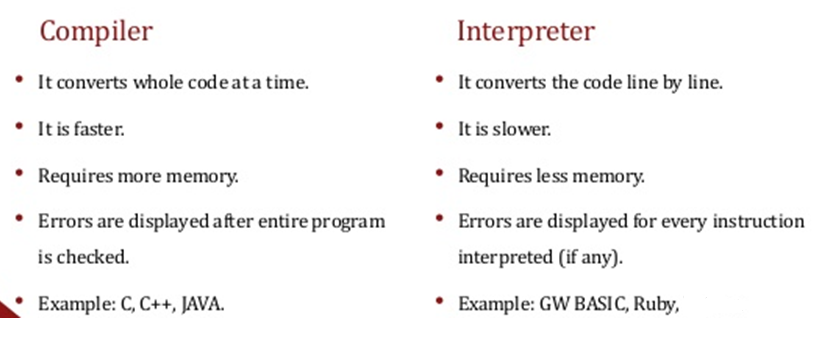 Compiler
• It converts whole code at a time.
• It is faster.
• Requires more memory.
• Errors are displayed after entire program
is checked.
• Example: C, C++, JAVA.
Interpreter
• It converts the code line by line.
• It is slower.
• Requires less memory.
• Errors are displayed for every instruction
interpreted (if any).
• Example: GW BASIC, Ruby,